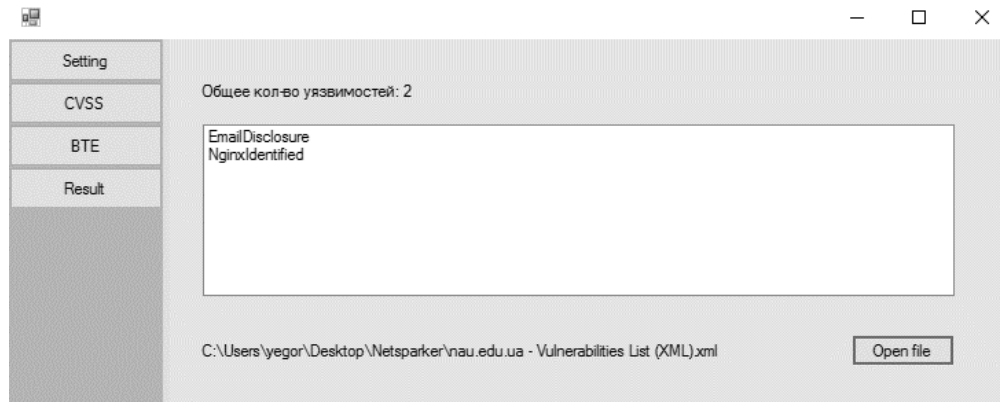 Setting
CVSS
BTE
Result
Общее кол-во уязвимостей: 2
EmailDisclosure
NginxIdentified
C:\Users\yegor\Desktop\Netsparker\nau.edu.ua - Vulnerabilities List (XML).xml
Open file